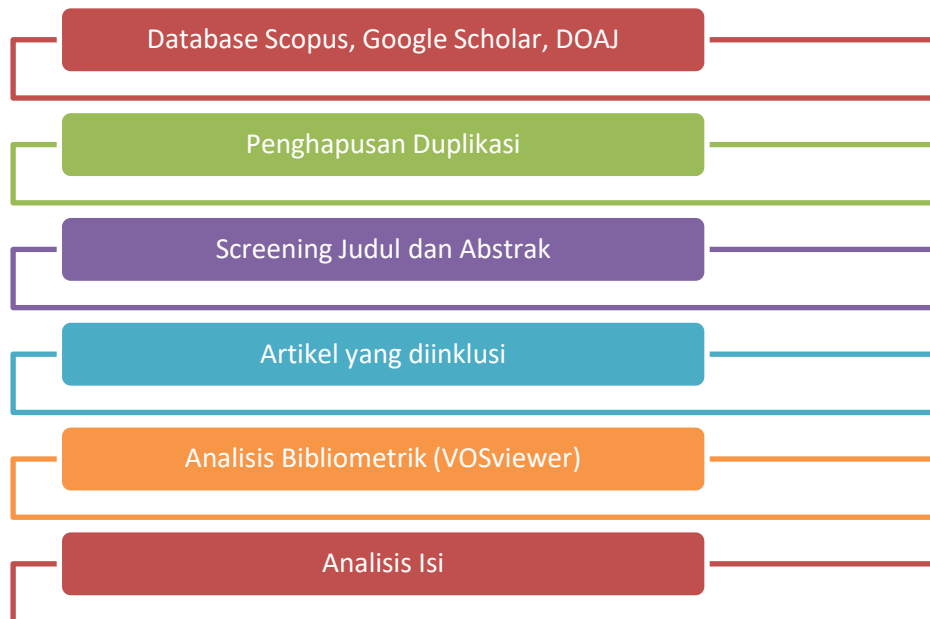 Database Scopus, Google Scholar, DOAJ
Penghapusan Duplikasi
Screening Judul dan Abstrak
Artikel yang diinklusi
Analisis Bibliometrik (VOSviewer)
Analisis Isi